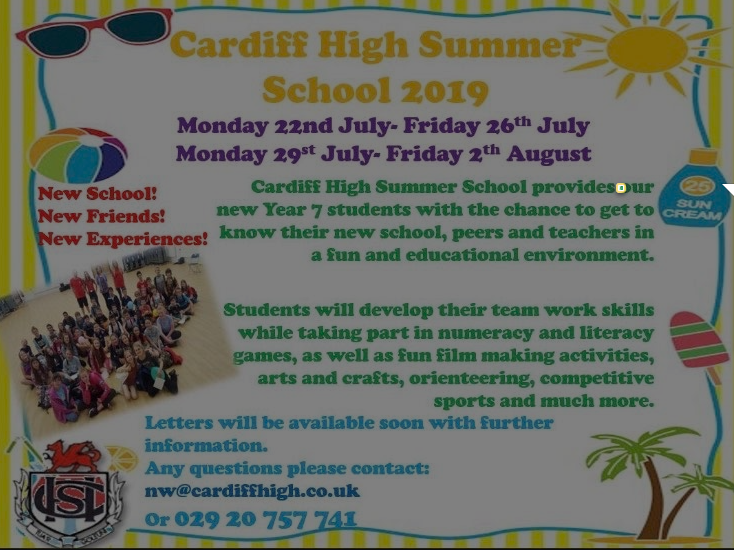 Cardiff High Summer
School 2019
Monday 22nd July- Friday 26th July
Monday 29st July- Friday 2th August
New School!
New Friends!
New Experiences!
Cardiff High Summer School provides our
new Year 7 students with the chance to get to
know their new school, peers and teachers in
a fun and educational environment.
Students will develop their team work skills
while taking part in numeracy and literacy
games, as well as fun film making activities,
arts and crafts, orienteering, competitive
sports and much more.
Letters will be available soon with further
information.
Any questions please contact:
nw@cardiffhigh.co.uk
Or 029 20 757 741
25
SUN
CREAM